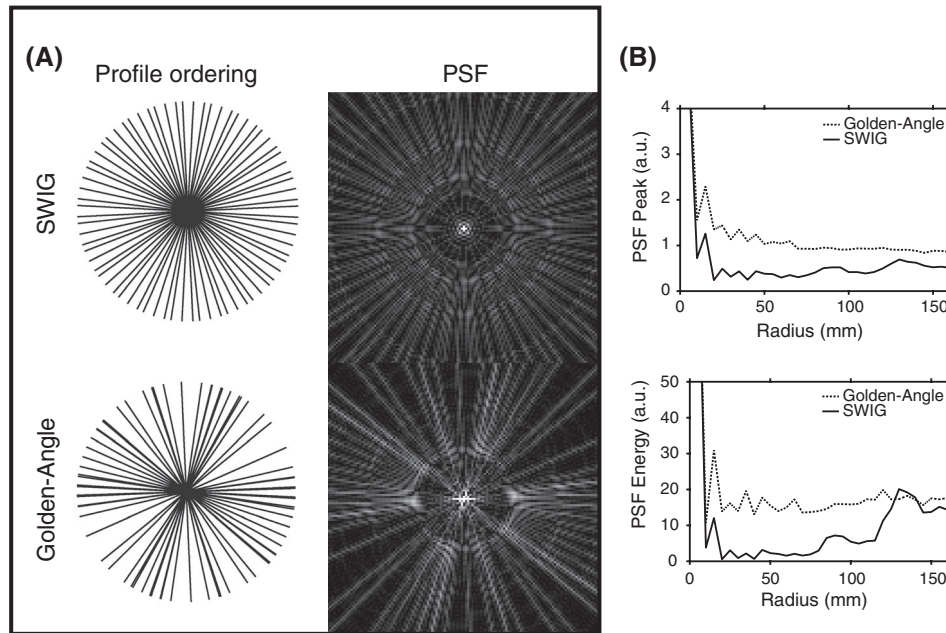 (A)
Profile ordering
PSF
SWIG
Golden-Angle
(B)
PSF Peak (a.u.)
4
3
2
1
0
Golden-Angle
SWIG
0 50 100 150
Radius (mm)
PSF Energy (a.u.)
50
40
30
20
10
0
Golden-Angle
SWIG
0 50 100 150
Radius (mm)